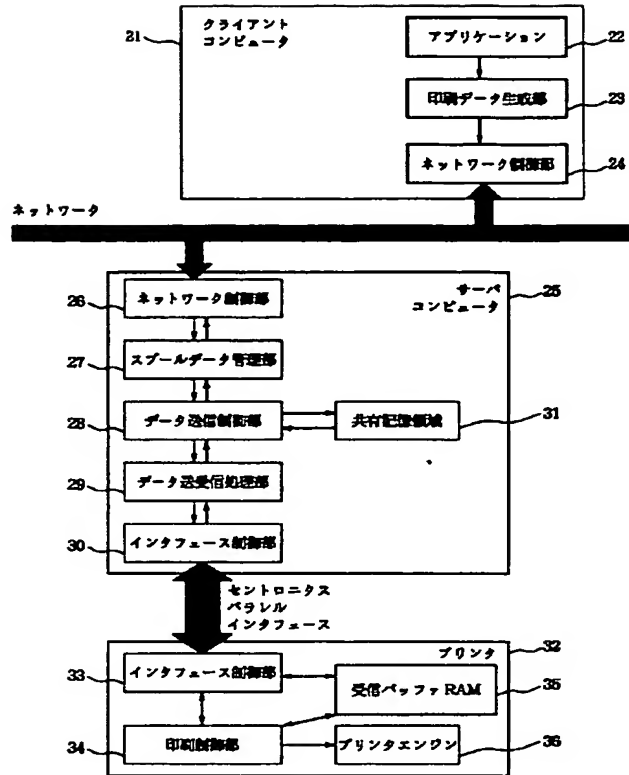 クライアント
コンピュータ
21
アプリケーション
22
印刷データ生成部
23
ネットワーク制御部
24
ネットワータ
サーバ
コンピュータ
25
26
ネットワーク制御部
27
スプールデータ管理部
28
データ送信制御部
共有記憶領域
31
29
データ送受信処理部
30
インタフェース制御部
セントロニクス
パラレル
インタフェース
プリンタ
32
33
インタフェース制御部
受信バッファRAM
35
34
印刷制御部
プリンタエンジン
36